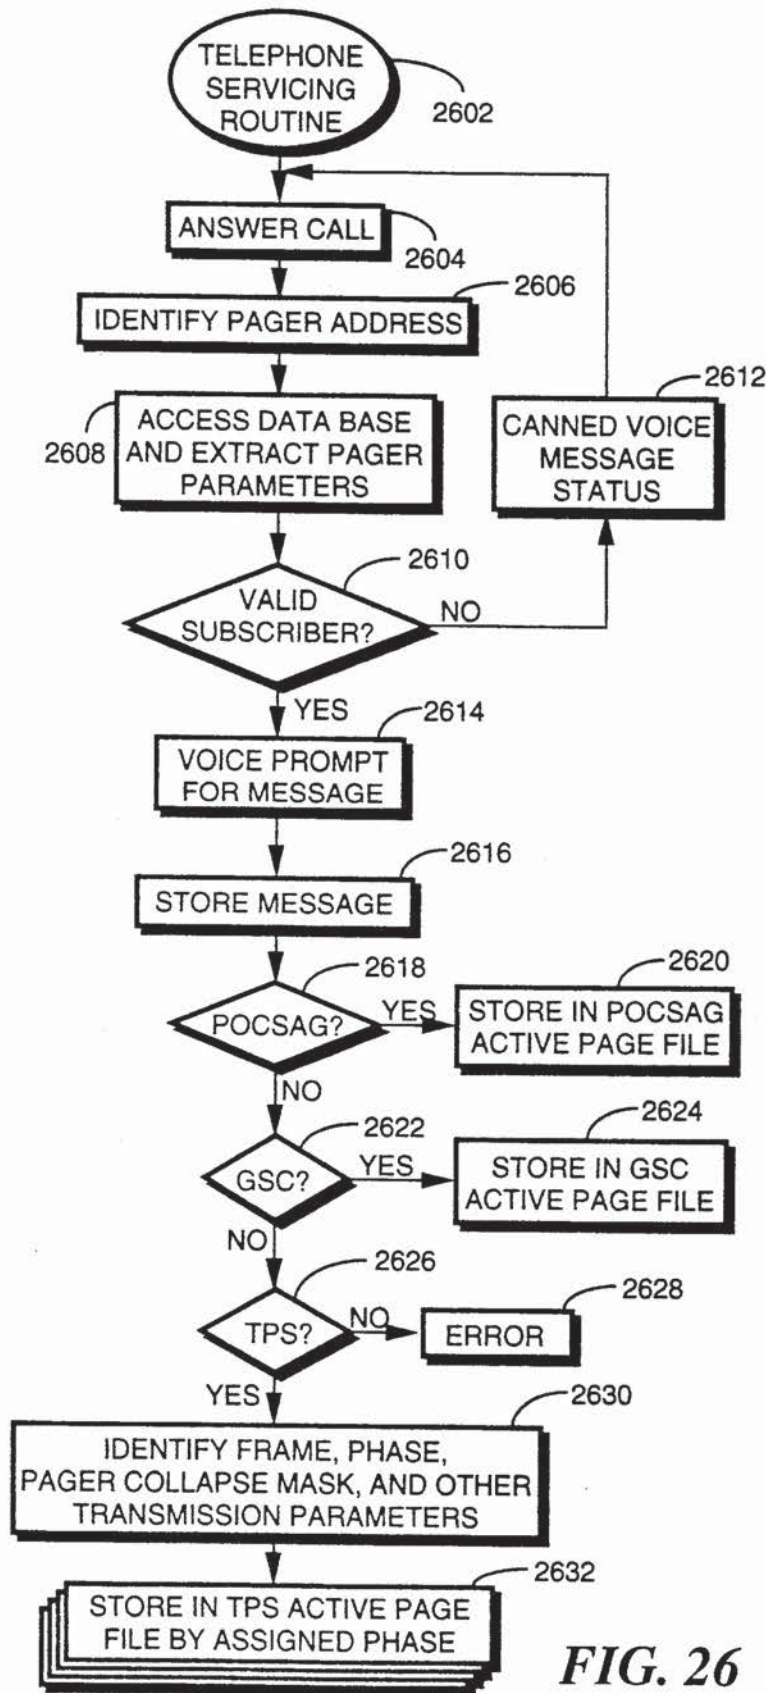 TELEPHONE
SERVICING
ROUTINE
2602
ANSWER CALL
2604
IDENTIFY PAGER ADDRESS
2606
2608
ACCESS DATA BASE
AND EXTRACT PAGER
PARAMETERS
2612
CANNED VOICE
MESSAGE
STATUS
2610
VALID
SUBSCRIBER?
NO
YES
2614
VOICE PROMPT
FOR MESSAGE
2616
STORE MESSAGE
2618
POCSAG?
YES
2620
STORE IN POCSAG
ACTIVE PAGE FILE
NO
2622
GSC?
YES
2624
STORE IN GSC
ACTIVE PAGE FILE
NO
2626
TPS?
NO
2628
ERROR
YES
2630
IDENTIFY FRAME, PHASE,
PAGER COLLAPSE MASK, AND OTHER
TRANSMISSION PARAMETERS
2632
STORE IN TPS ACTIVE PAGE
FILE BY ASSIGNED PHASE
FIG. 26